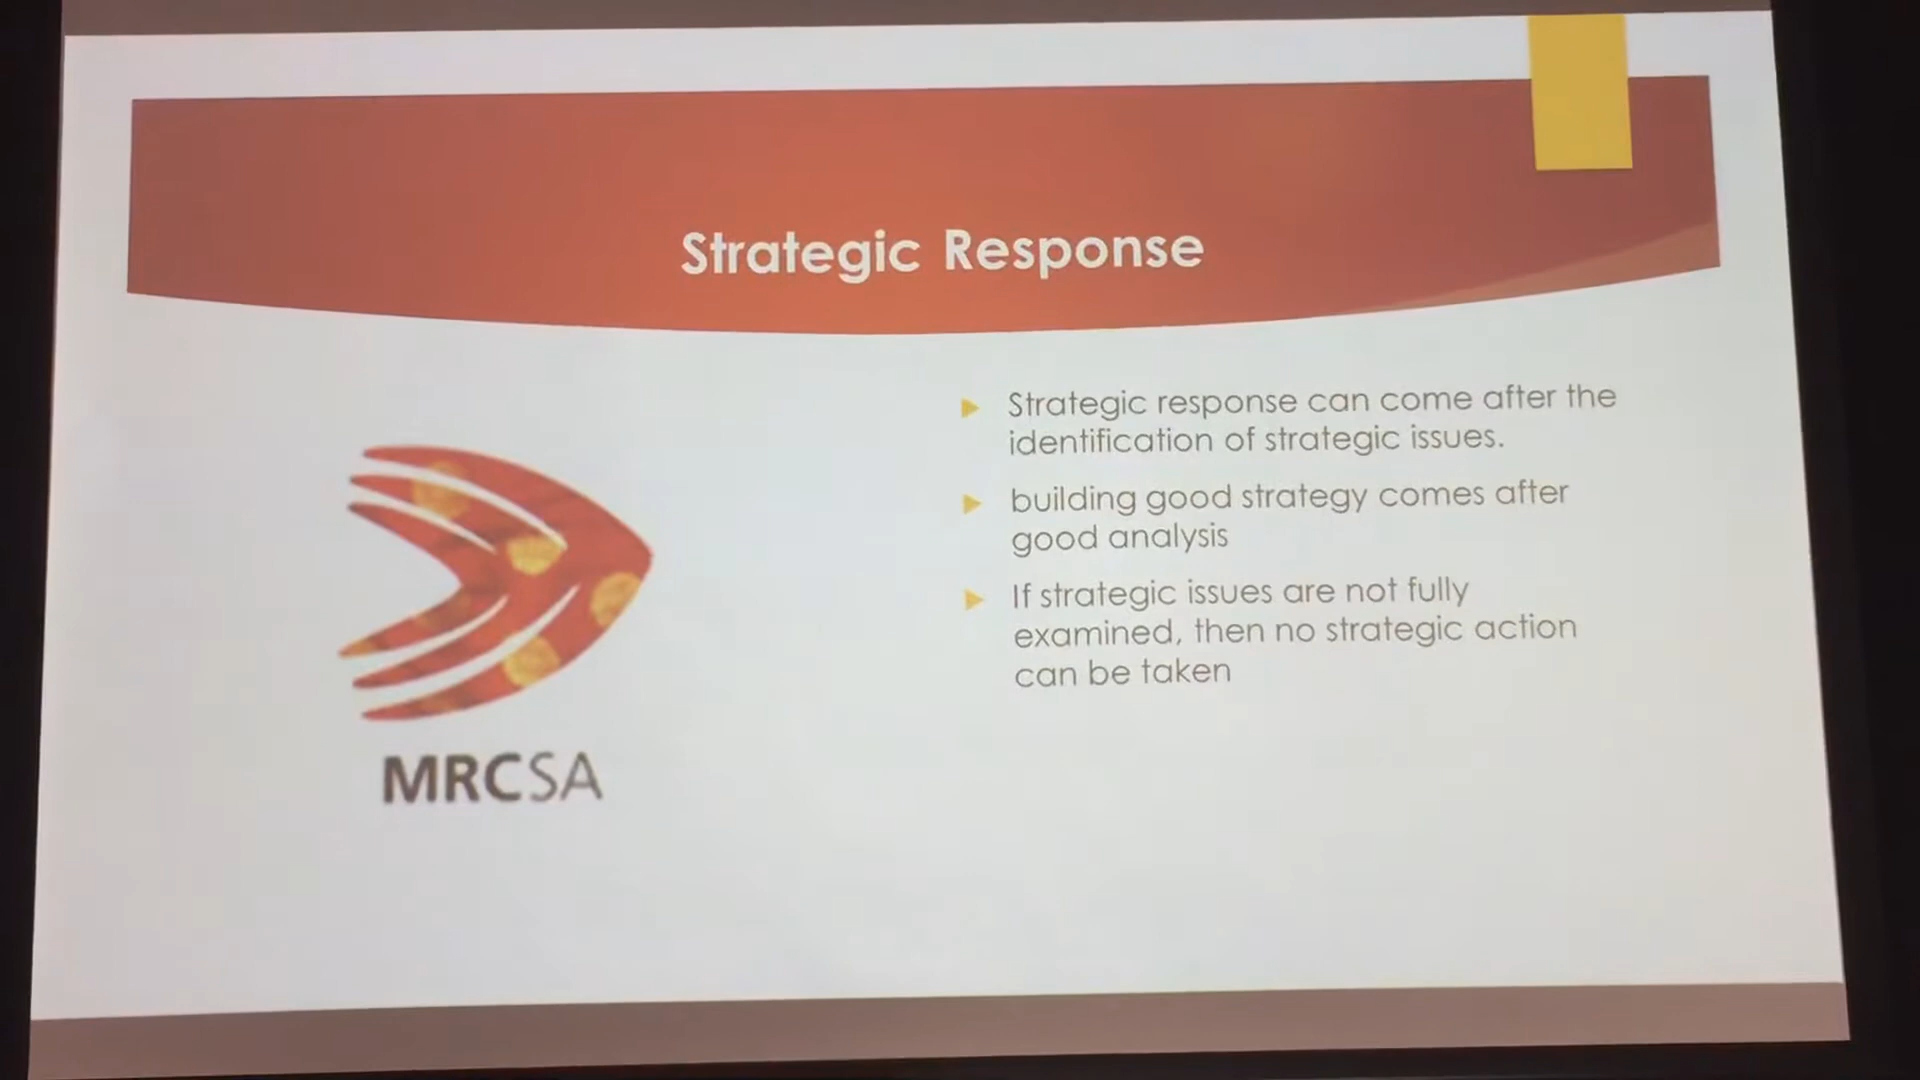 Strategic Response
Strategic response can come after the
identification of strategic issues.
building good strategy comes after
good analysis
If strategic issues are not fully
examined, then no strategic action
can be taken
MRCSA